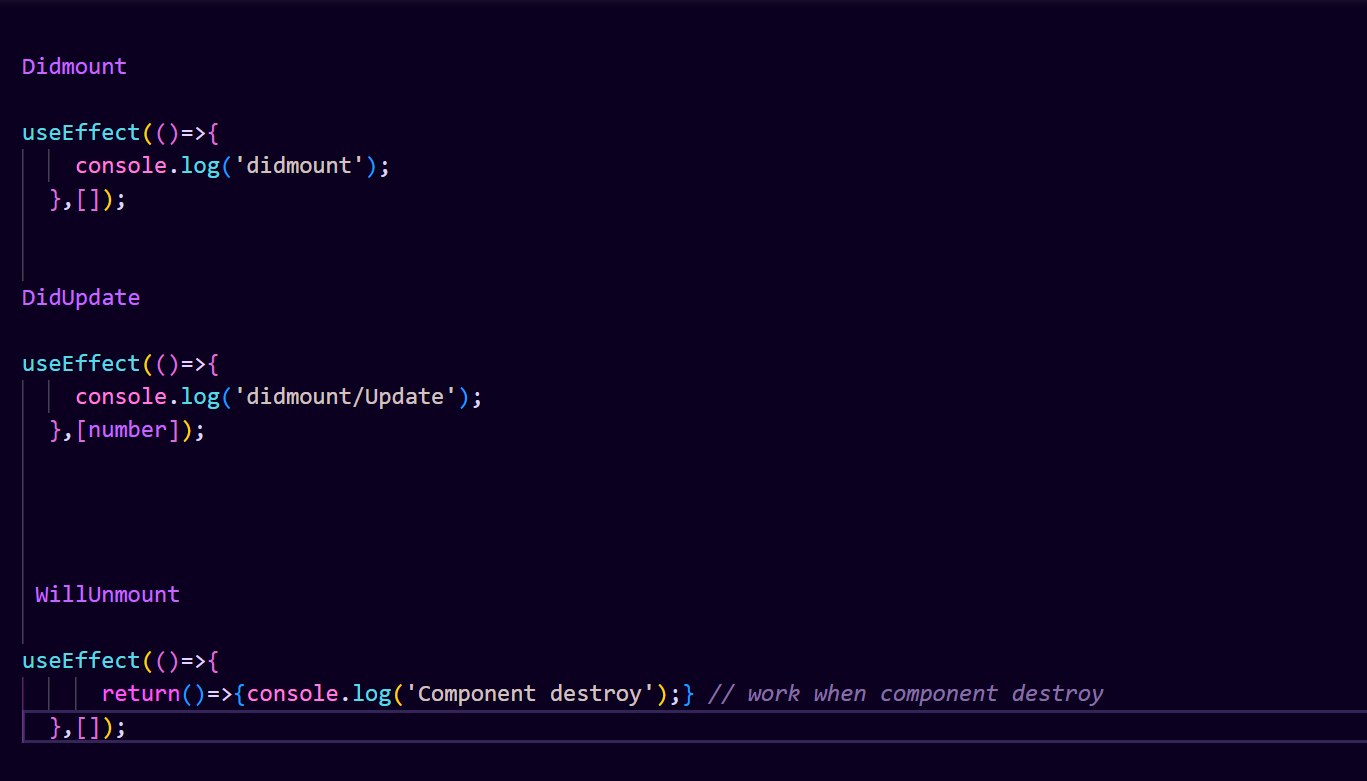 Didmount
useEffect(()=>{
console.log('didmount');
},[]);
DidUpdate
useEffect(()=>{
console.log('didmount/Update');
},[number]);
WillUnmount
useEffect(()=>{
return()=>{console.log('Component destroy');} // work when component destroy
},[]);